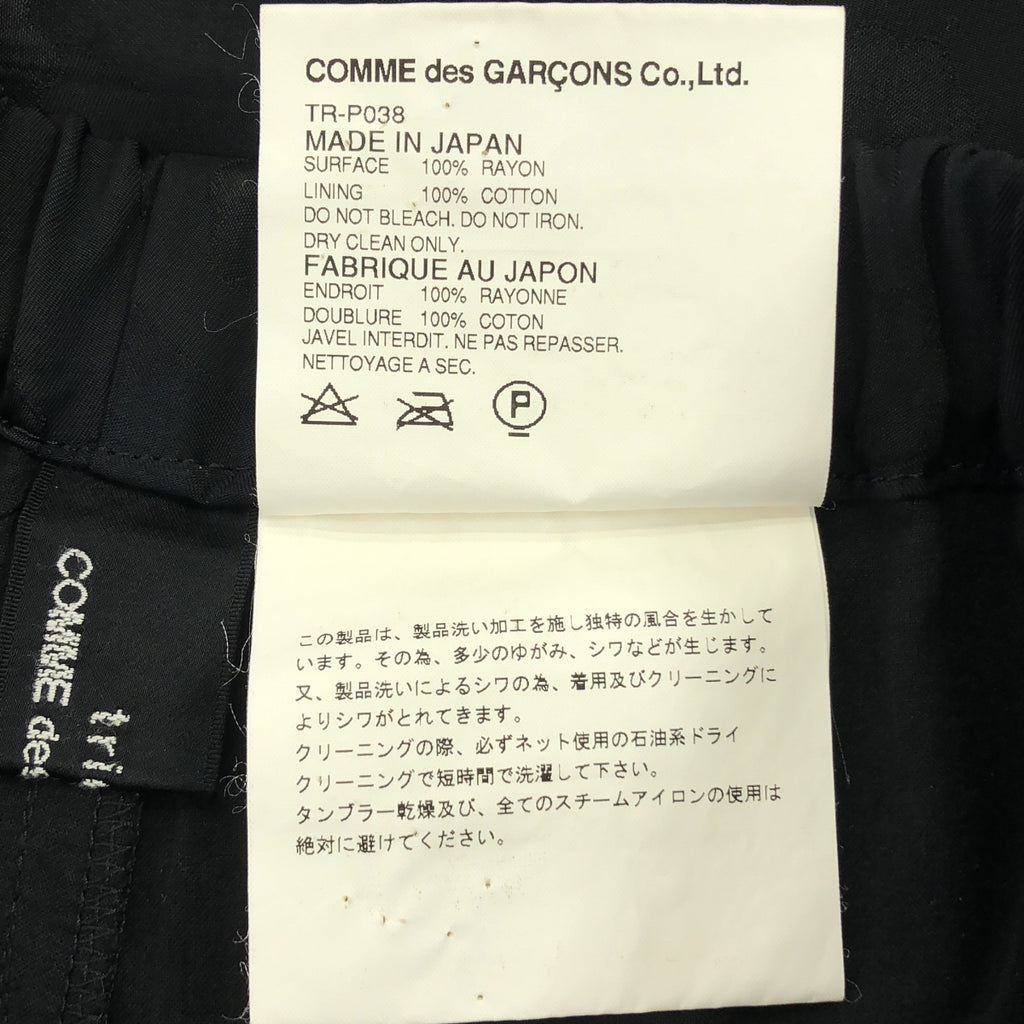 COMME des GARÇONS Co.,Ltd.
TR-P038
MADE IN JAPAN
SURFACE 100% RAYON
LINING 100% COTTON
DO NOT BLEACH. DO NOT IRON.
DRY CLEAN ONLY.
FABRIQUE AU JAPON
ENDROIT 100% RAYONNE
DOUBLURE 100% COTON
JAVEL INTERDIT. NE PAS REPASSER.
NETTOYAGE A SEC.
P
この製品は、製品洗い加工を施し独特の風合を生かして
います。その為、多少のゆがみ、シワなどが生じます。
又、製品洗いによるシワの為、着用及びクリーニングに
よりシワがとれてきます。
クリーニングの際、必ずネット使用の石油系ドライ
クリーニングで短時間で洗濯して下さい。
タンブラー乾燥及び、全てのスチームアイロンの使用は
絶対に避けてください。
tri
COMME des